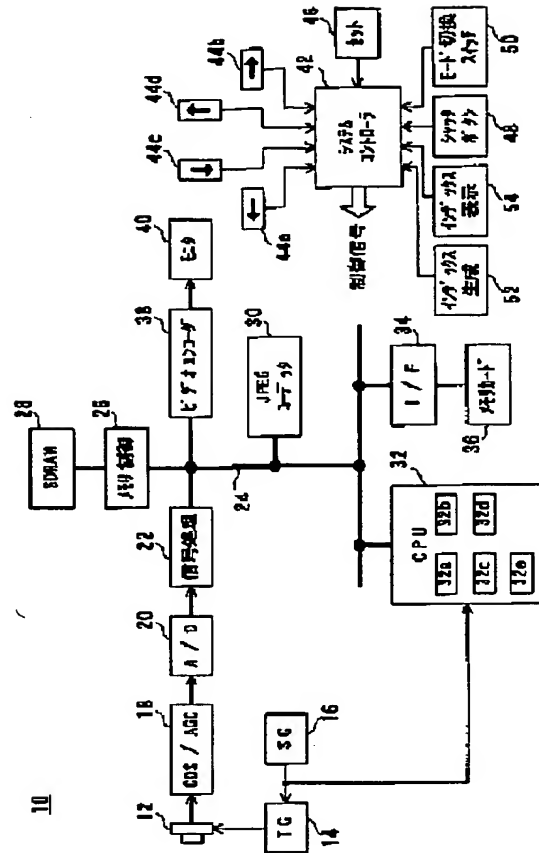 10
12
CDS / AGC
18
A / D
20
信号処理
22
SDRAM
28
メモリ制御
26
ビデオエンコーダ
38
モニタ
40
24
JPEG
コーデック
30
TG
14
SG
16
CPU
32
32a
32b
32c
32d
32e
I / F
34
メモリカード
36
システム
コントローラ
42
制御信号
←
44a
→
44b
↓
44c
↑
44d
セット
46
インデックス
生成
52
インデックス
表示
54
シャッタ
ボタン
48
モード切換
スイッチ
50